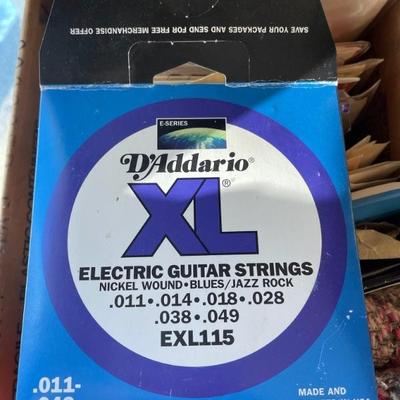 SAVE YOUR PACKAGES AND SEND FOR FREE MERCHANDISE OFFER
E-SERIES
D'Addario®
XL®
ELECTRIC GUITAR STRINGS
NICKEL WOUND•BLUES/JAZZ ROCK
.011•.014•.018•.028
.038•.049
EXL115
.011-
MADE AND